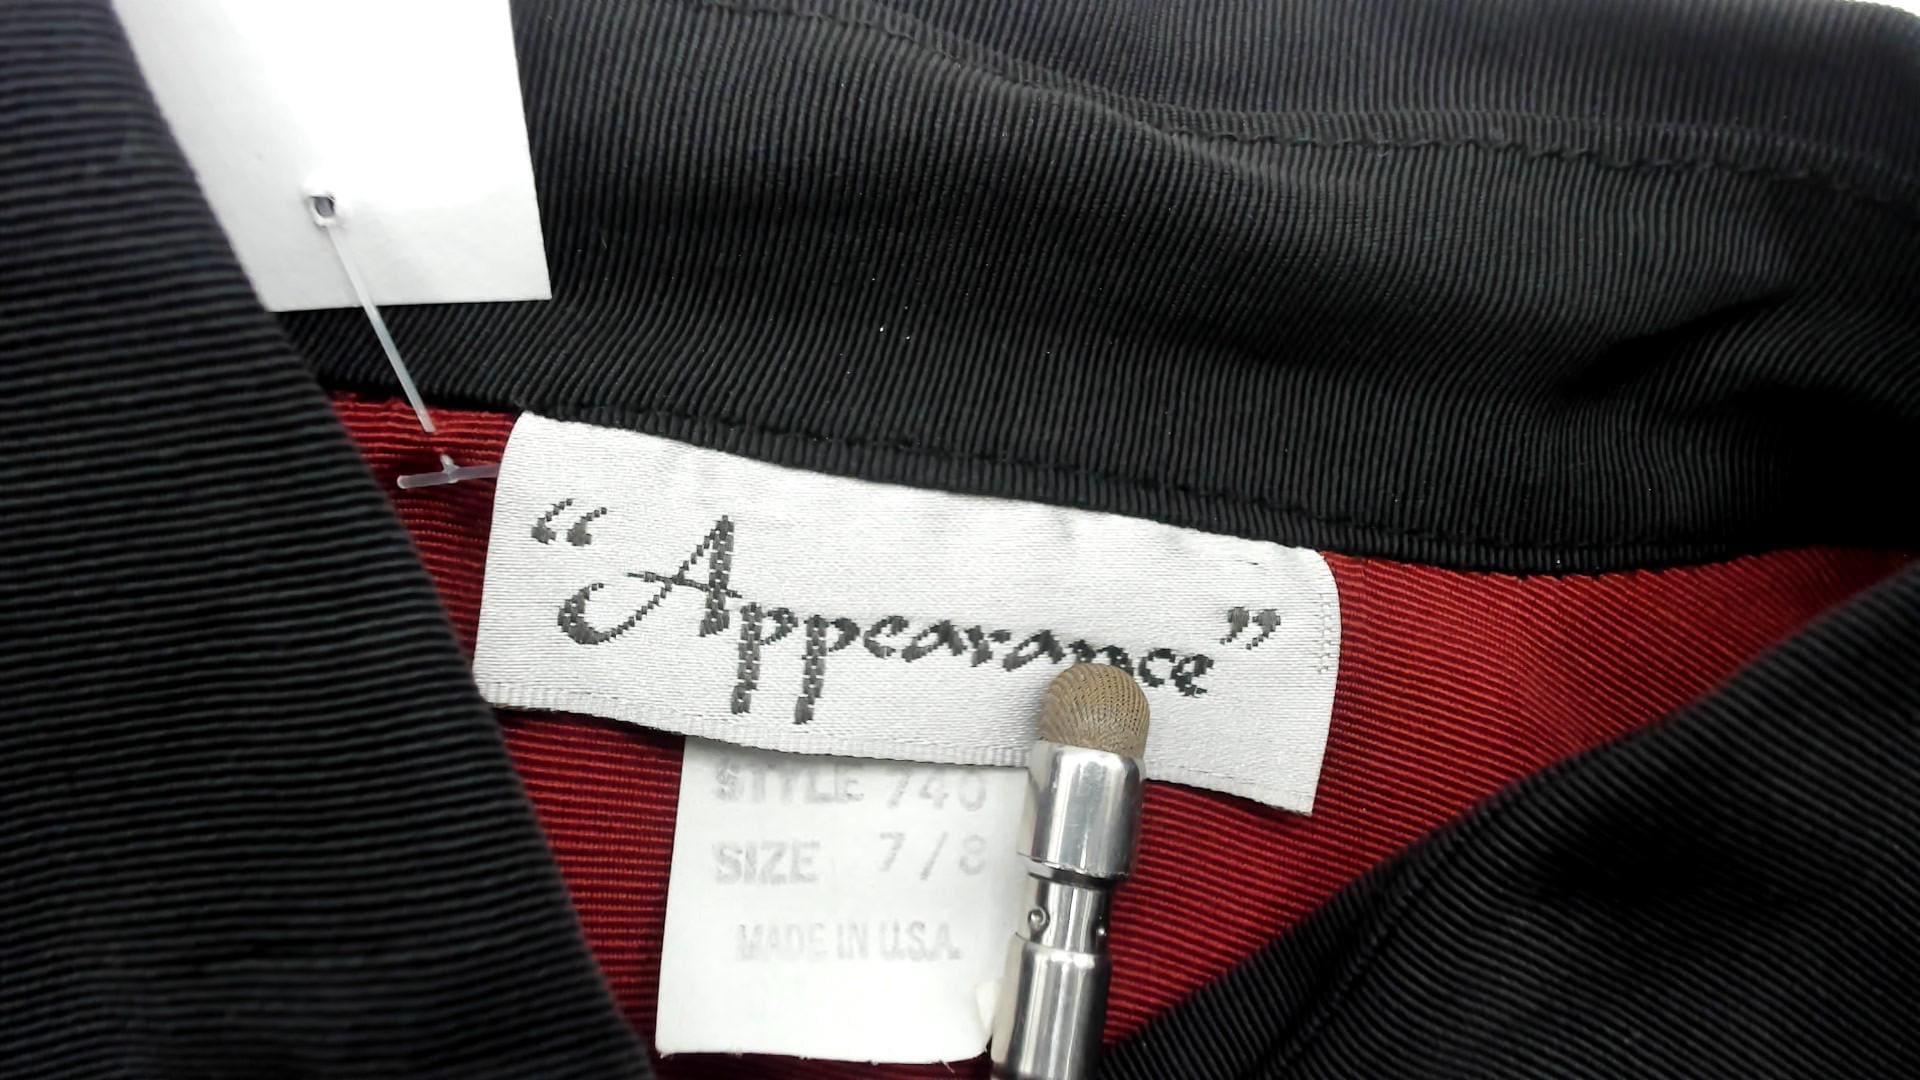 “Appearance”
STYLE 740
SIZE 7/8
MADE IN U.S.A.